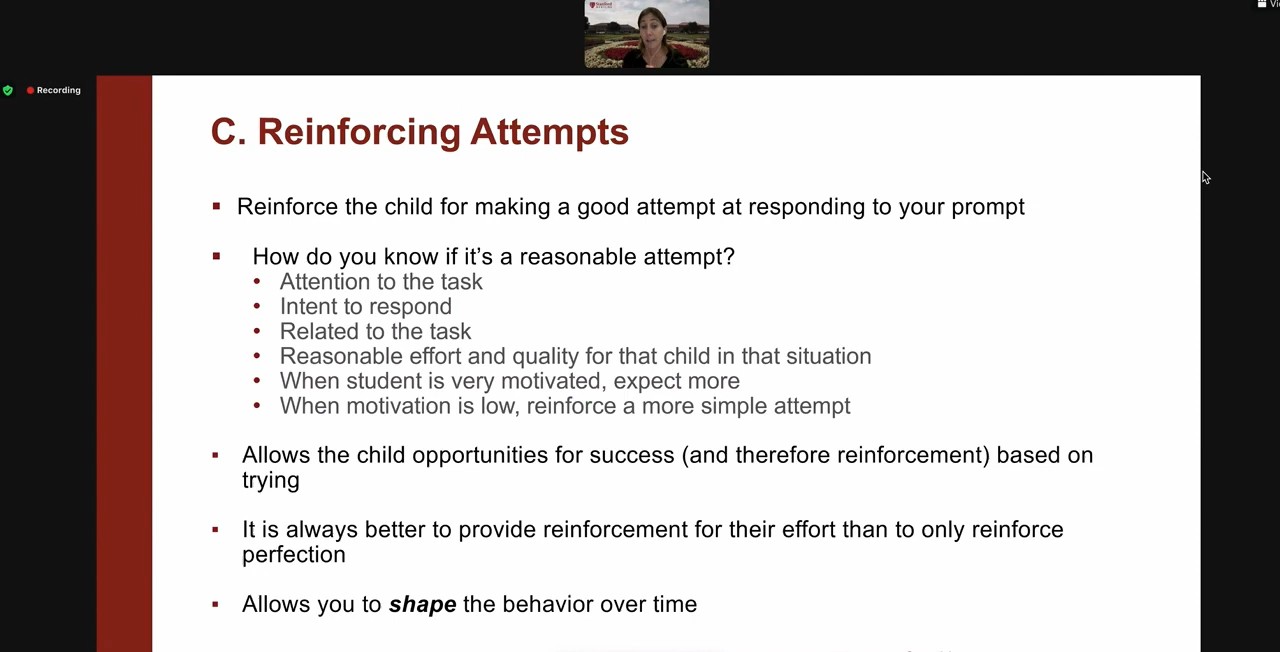 Recording
C. Reinforcing Attempts
▪ Reinforce the child for making a good attempt at responding to your prompt
▪ How do you know if it’s a reasonable attempt?
• Attention to the task
• Intent to respond
• Related to the task
• Reasonable effort and quality for that child in that situation
• When student is very motivated, expect more
• When motivation is low, reinforce a more simple attempt
▪ Allows the child opportunities for success (and therefore reinforcement) based on
trying
▪ It is always better to provide reinforcement for their effort than to only reinforce
perfection
▪ Allows you to shape the behavior over time